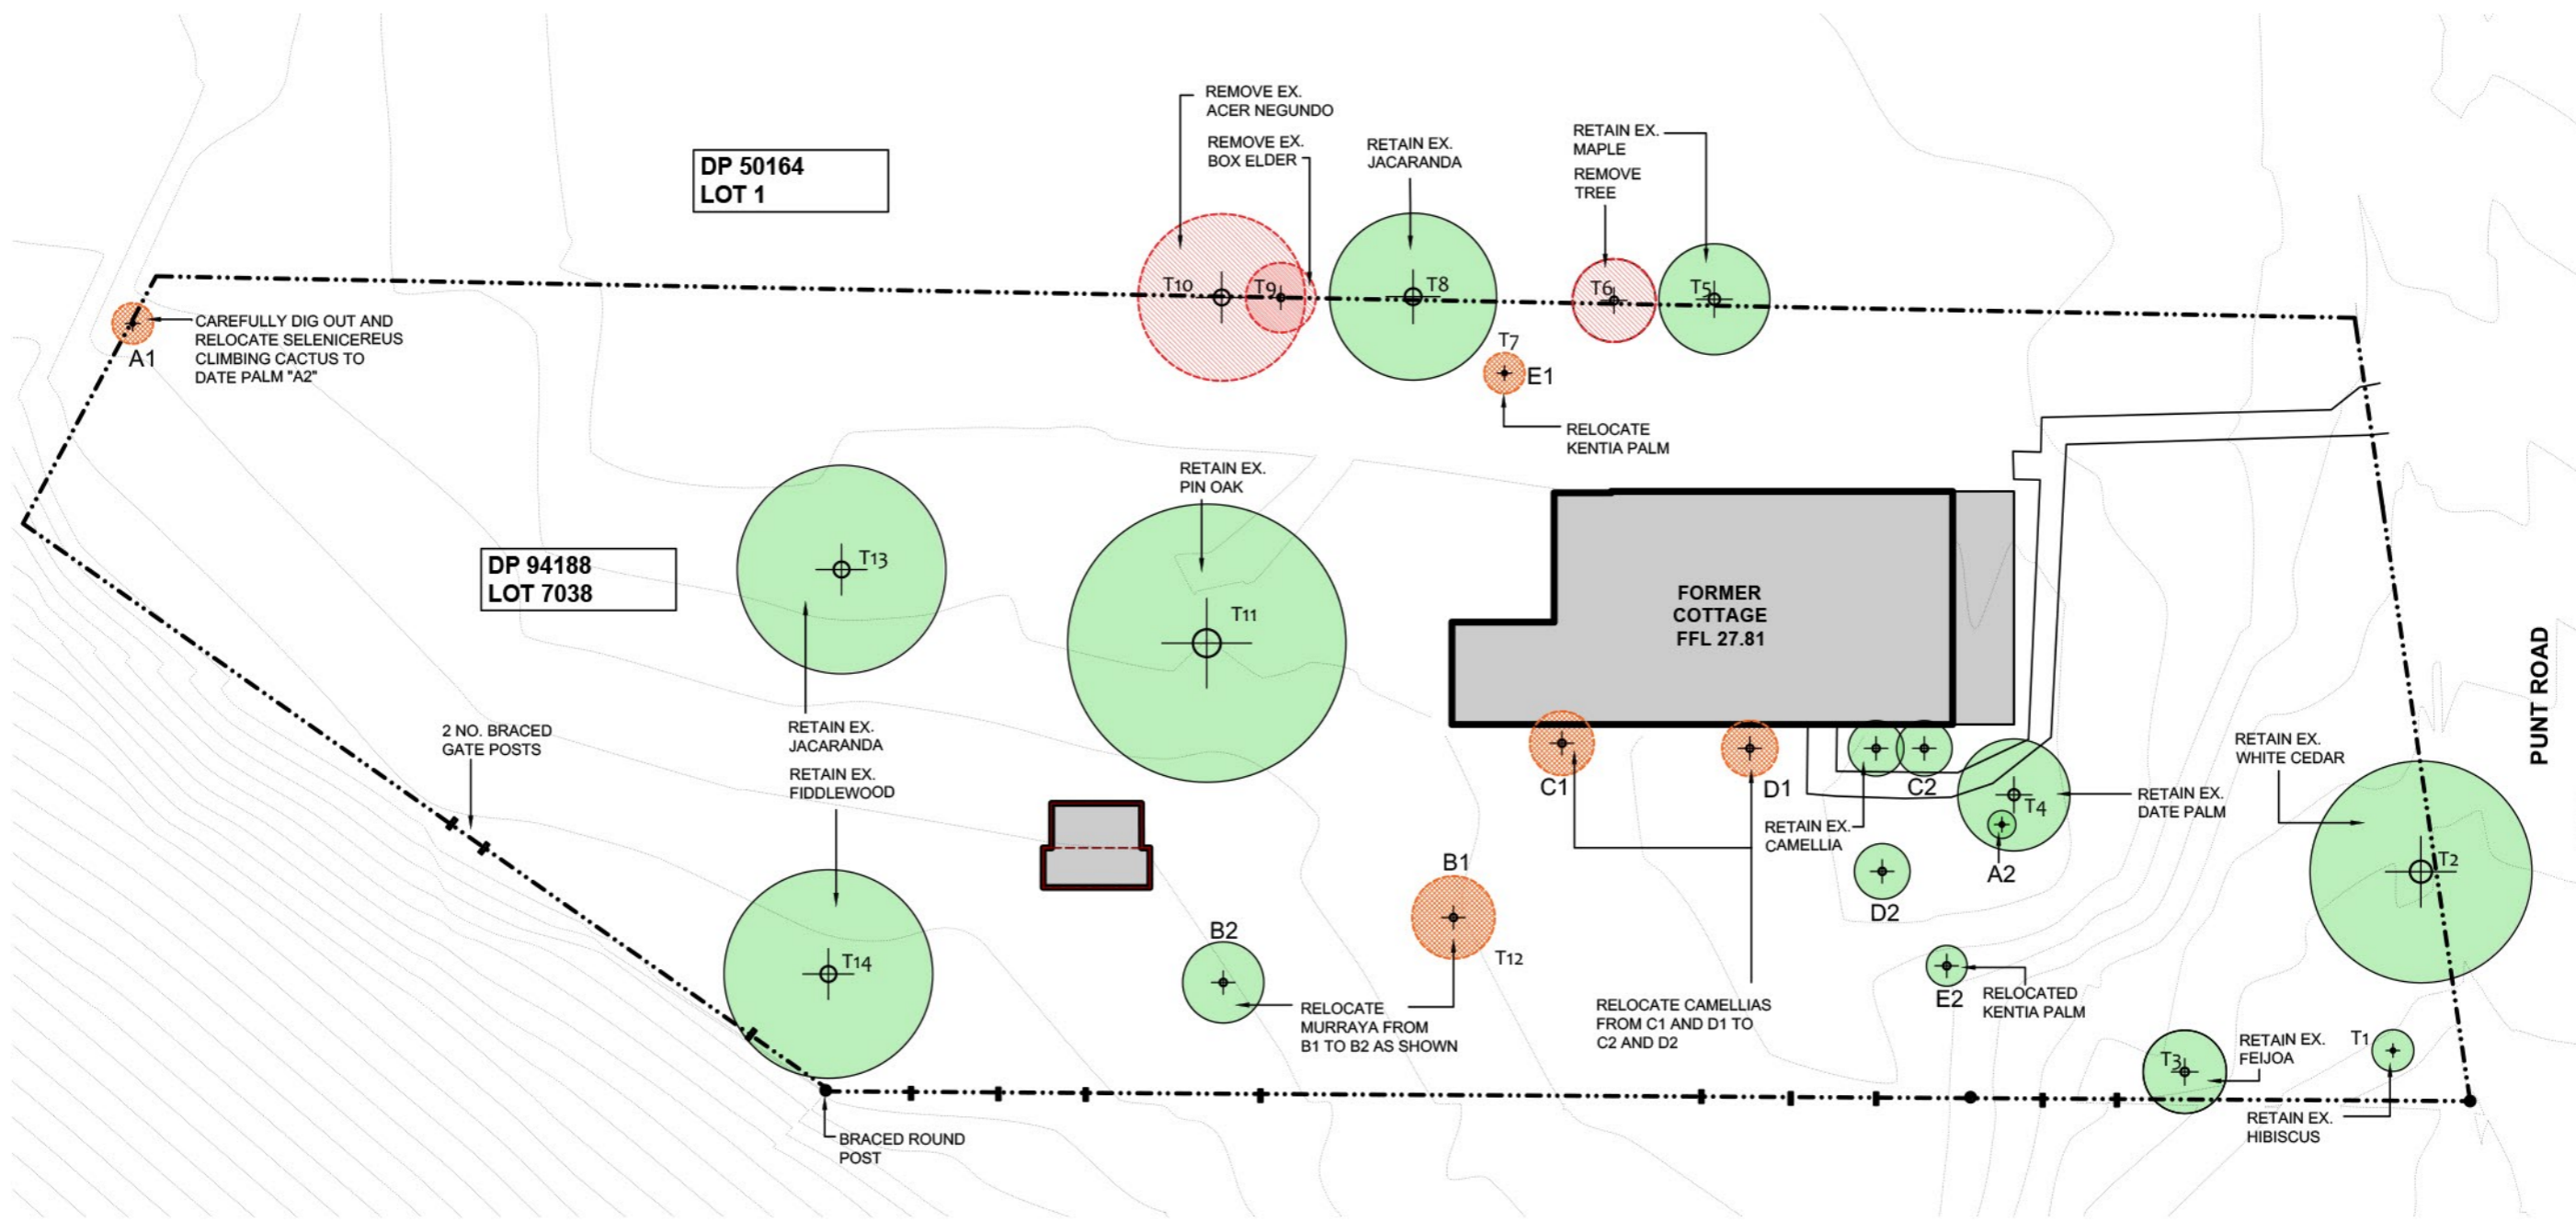 REMOVE EX.
ACER NEGUNDO
REMOVE EX.
BOX ELDER
RETAIN EX.
JACARANDA
RETAIN EX.
MAPLE
REMOVE
TREE
DP 50164
LOT 1
T10
T9
T8
T6
T5
CAREFULLY DIG OUT AND
RELOCATE SELENICEREUS
CLIMBING CACTUS TO
DATE PALM "A2"
A1
T7
E1
RELOCATE
KENTIA PALM
RETAIN EX.
PIN OAK
DP 94188
LOT 7038
T13
T11
FORMER
COTTAGE
FFL 27.81
PUNT ROAD
2 NO. BRACED
GATE POSTS
RETAIN EX.
JACARANDA
RETAIN EX.
FIDDLEWOOD
C1
D1
C2
RETAIN EX.
CAMELLIA
T4
A2
RETAIN EX.
DATE PALM
RETAIN EX.
WHITE CEDAR
T2
D2
B1
T12
B2
T14
RELOCATE
MURRAYA FROM
B1 TO B2 AS SHOWN
RELOCATE CAMELLIAS
FROM C1 AND D1 TO
C2 AND D2
E2
RELOCATED
KENTIA PALM
T3
RETAIN EX.
FEIJOA
T1
RETAIN EX.
HIBISCUS
BRACED ROUND
POST